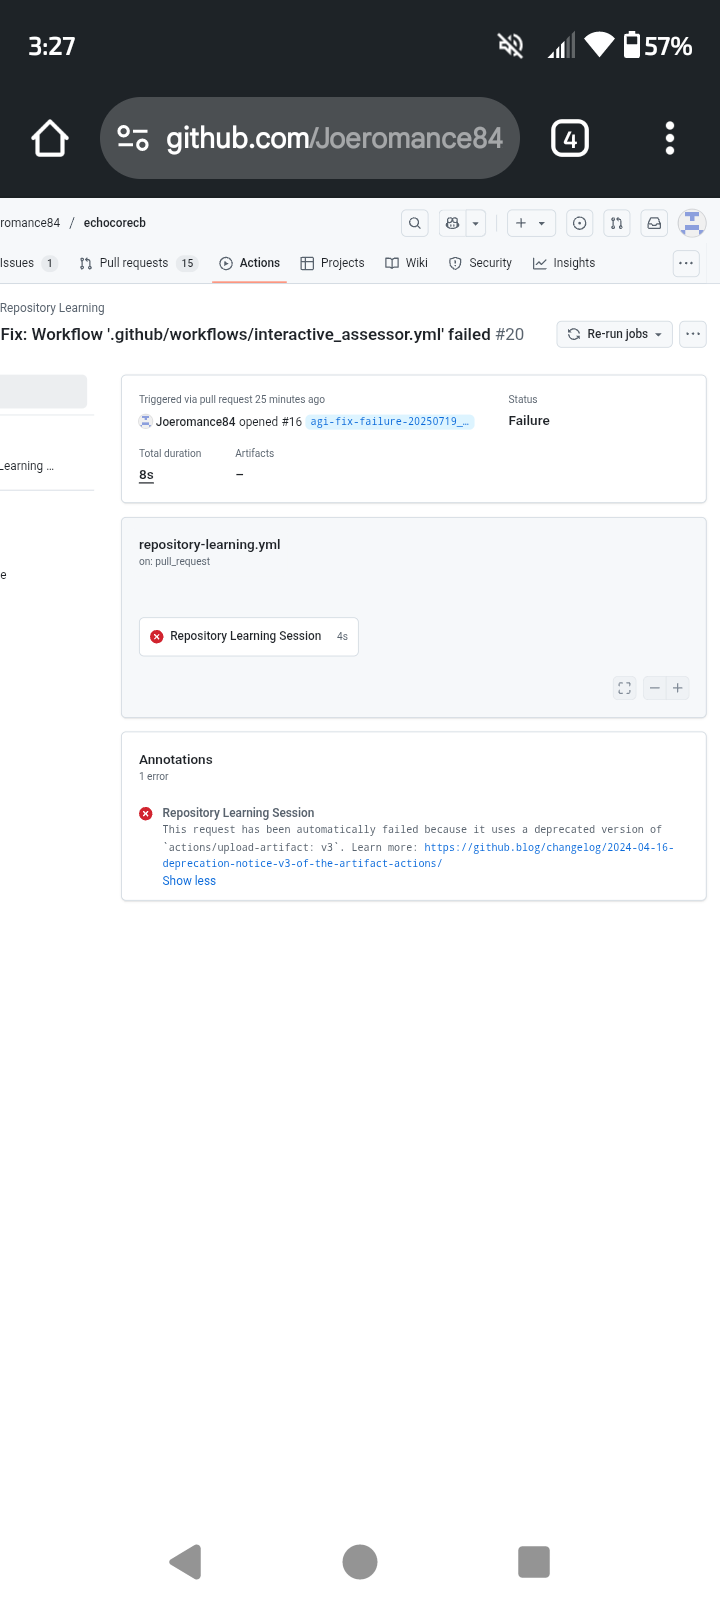 3:27
57%
github.com/Joeromance84
4
romance84 / echocorecb
Issues 1 Pull requests 15 Actions Projects Wiki Security Insights
Repository Learning
Fix: Workflow '.github/workflows/interactive_assessor.yml' failed #20
Re-run jobs
Triggered via pull request 25 minutes ago
Status
Joeromance84 opened #16 agi-fix-failure-20250719_…
Failure
Learning ...
Total duration
Artifacts
8s
–
repository-learning.yml
on: pull_request
e
Repository Learning Session 4s
Annotations
1 error
Repository Learning Session
This request has been automatically failed because it uses a deprecated version of
`actions/upload-artifact: v3`. Learn more: https://github.blog/changelog/2024-04-16-
deprecation-notice-v3-of-the-artifact-actions/
Show less